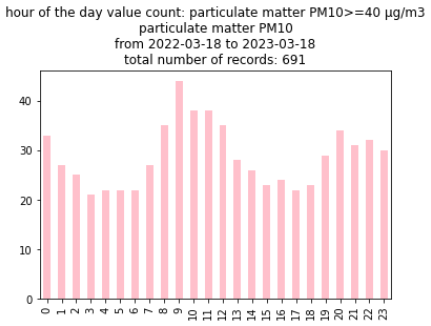 hour of the day value count: particulate matter PM10>=40 µg/m3
particulate matter PM10
from 2022-03-18 to 2023-03-18
total number of records: 691
40
30
20
10
0
0 1 2 3 4 5 6 7 8 9 10 11 12 13 14 15 16 17 18 19 20 21 22 23